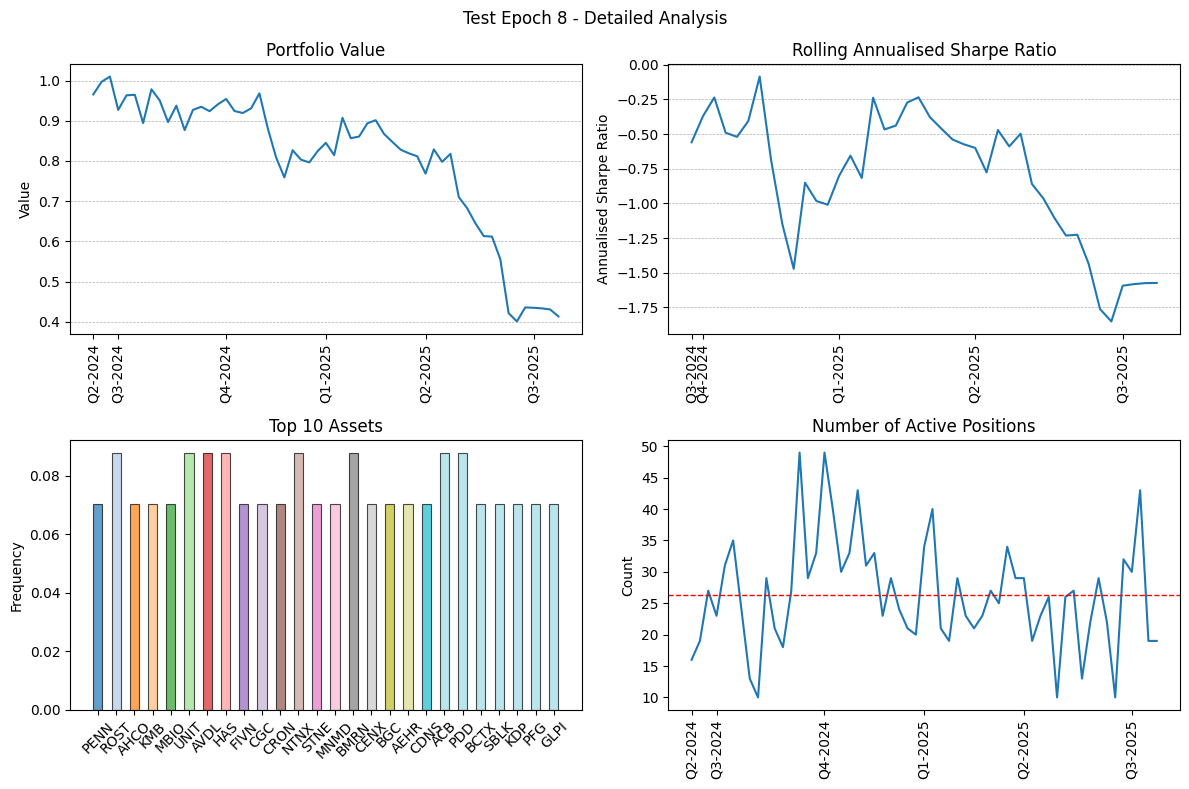 Test Epoch 8 - Detailed Analysis
Portfolio Value
Value
1.0
0.9
0.8
0.7
0.6
0.5
0.4
Q2-2024
Q3-2024
Q4-2024
Q1-2025
Q2-2025
Q3-2025
Rolling Annualised Sharpe Ratio
Annualised Sharpe Ratio
0.00
−0.25
−0.50
−0.75
−1.00
−1.25
−1.50
−1.75
Q3-2024
Q4-2024
Q1-2025
Q2-2025
Q3-2025
Top 10 Assets
Frequency
0.08
0.06
0.04
0.02
0.00
PENN
ROST
AHCO
KMB
MBIO
UNIT
AVDL
HAS
FIVN
CGC
CRON
NTNX
STNE
MNMD
BMRN
CENX
BGC
AEHR
CDNS
ACB
PDD
BCTX
SBLK
KDP
PFG
GLPI
Number of Active Positions
Count
50
45
40
35
30
25
20
15
10
Q2-2024
Q3-2024
Q4-2024
Q1-2025
Q2-2025
Q3-2025